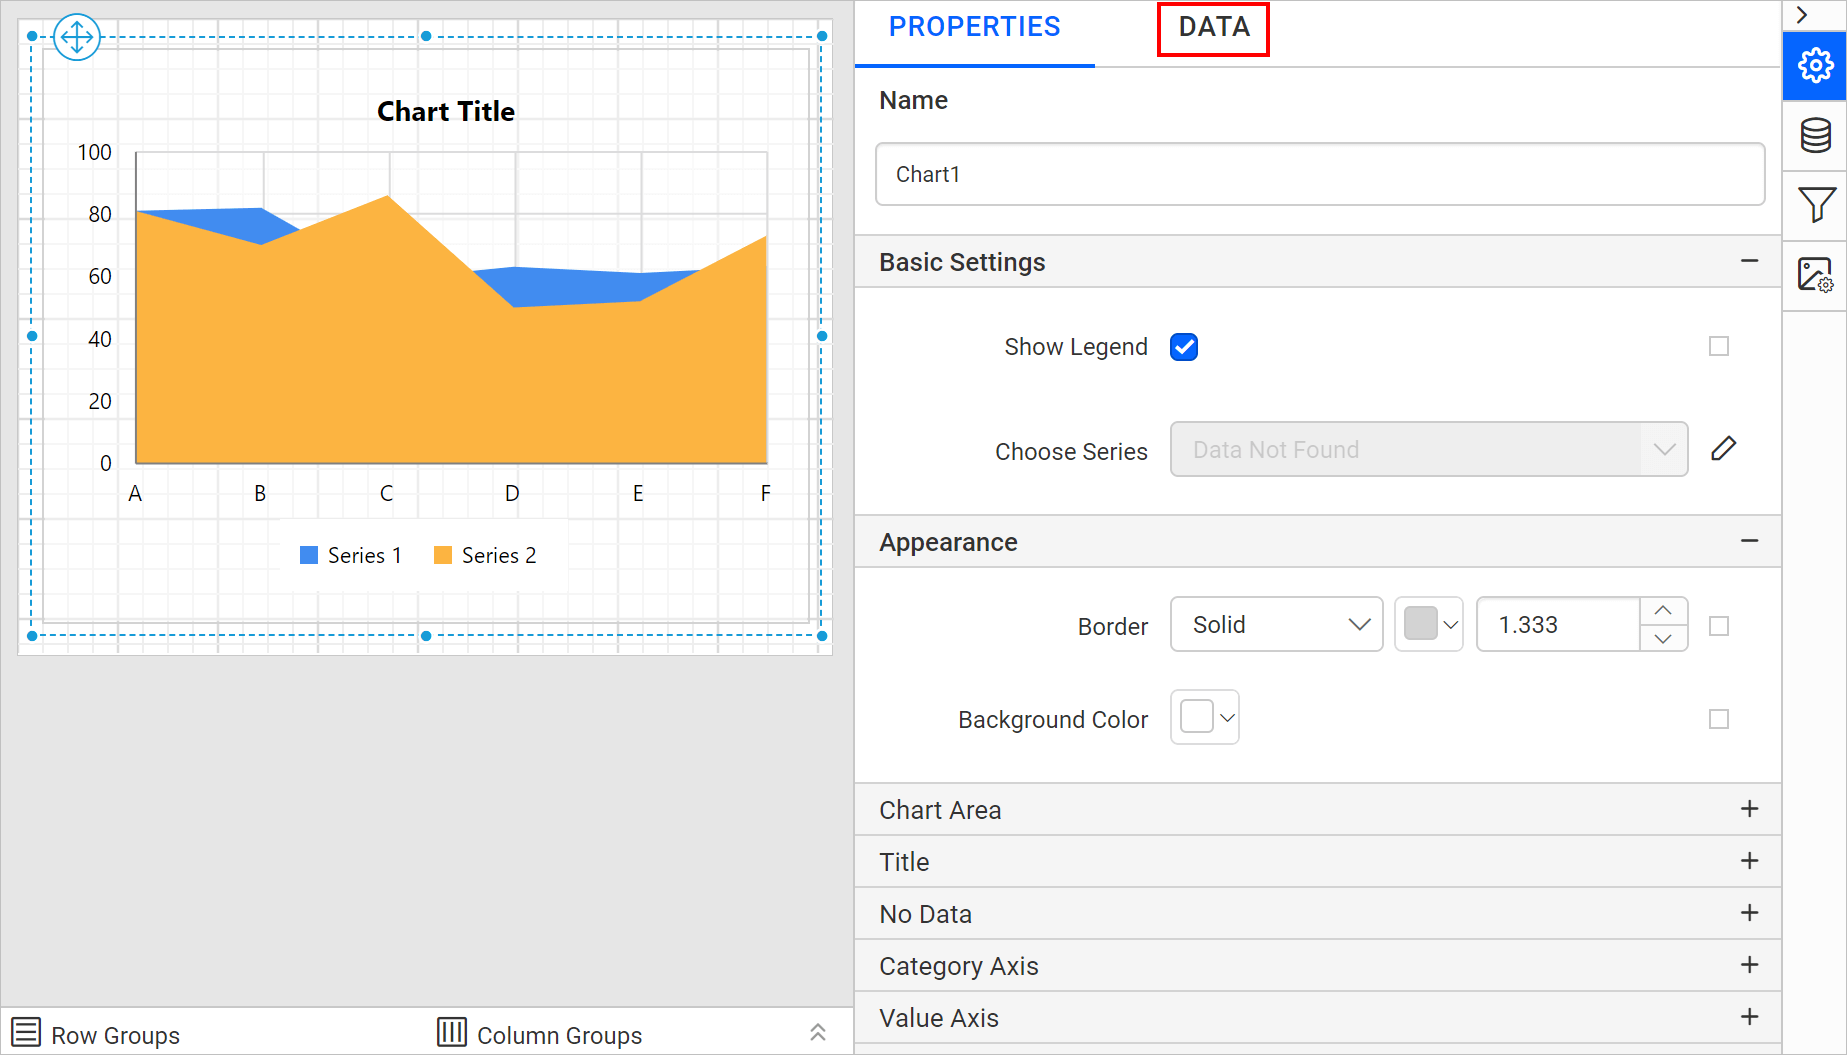 Chart Title
100
80
60
40
20
0
A B C D E F
Series 1 Series 2
Row Groups Column Groups
PROPERTIES DATA
Name
Chart1
Basic Settings
Show Legend
Choose Series Data Not Found
Appearance
Border Solid 1.333
Background Color
Chart Area
Title
No Data
Category Axis
Value Axis